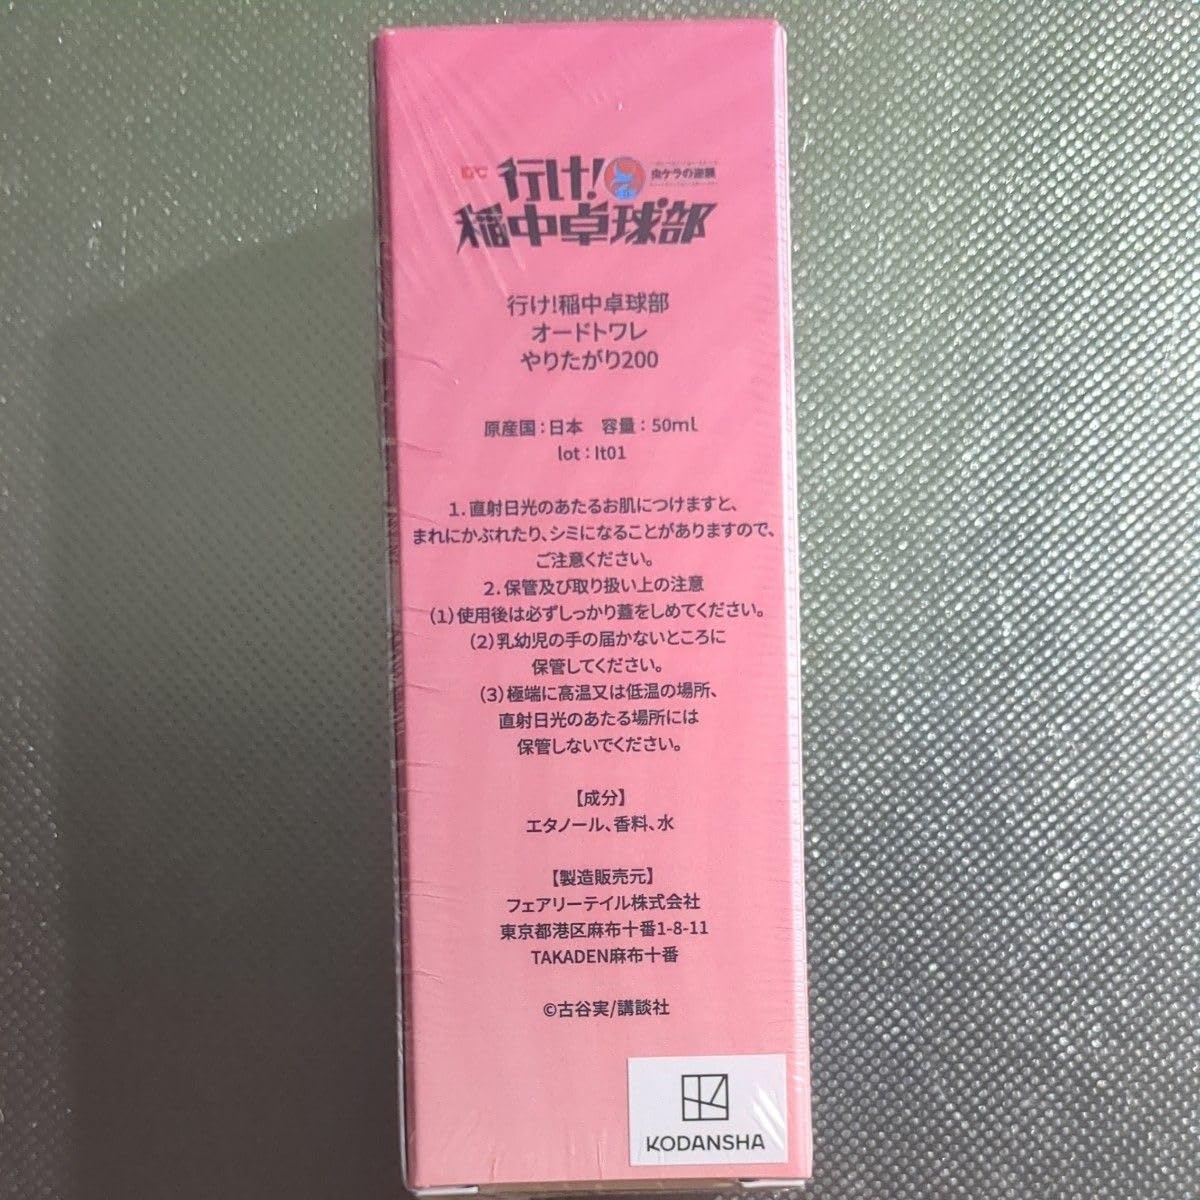 行け!
虫ケラの逆襲
稲中卓球部
行け!稲中卓球部
オードトワレ
やりたがり200
原産国:日本 容量:50ml
lot:lt01
1.直射日光のあたるお肌につけますと、
まれにかぶれたり、シミになることがありますので、
ご注意ください。
2.保管及び取り扱い上の注意
(1)使用後は必ずしっかり蓋をしめてください。
(2)乳幼児の手の届かないところに
保管してください。
(3)極端に高温又は低温の場所、
直射日光のあたる場所には
保管しないでください。
【成分】
エタノール、香料、水
【製造販売元】
フェアリーテイル株式会社
東京都港区麻布十番1-8-11
TAKADEN麻布十番
©古谷実/講談社
KODANSHA